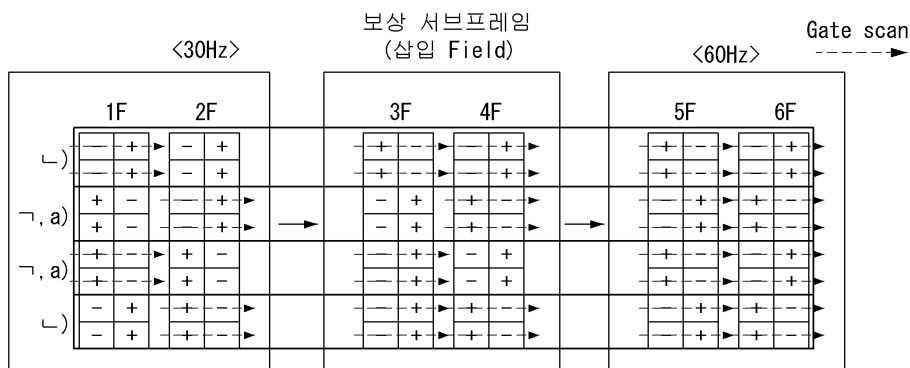 보상 서브프레임
(삽입 Field)
Gate scan
<30Hz>
<60Hz>
1F 2F 3F 4F 5F 6F
ㄴ) - + - + + - - + + - - +
- + - + + - - + + - - +
ㄱ,a) + - - + - + + - - + + -
+ - - + - + + - - + + -
ㄱ,a) + - + - - + - + + - - +
+ - + - - + - + + - - +
ㄴ) - + + - - + + - - + + -
- + + - - + + - - + + -